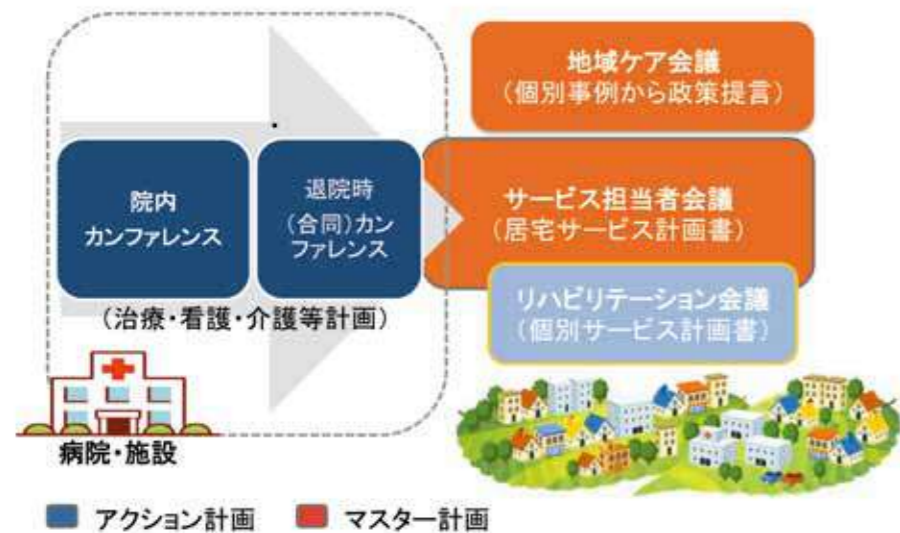 地域ケア会議
（個別事例から政策提言）
院内
カンファレンス
退院時
（合同）カン
ファレンス
サービス担当者会議
（居宅サービス計画書）
リハビリテーション会議
（個別サービス計画書）
（治療・看護・介護等計画）
病院・施設
アクション計画
マスター計画